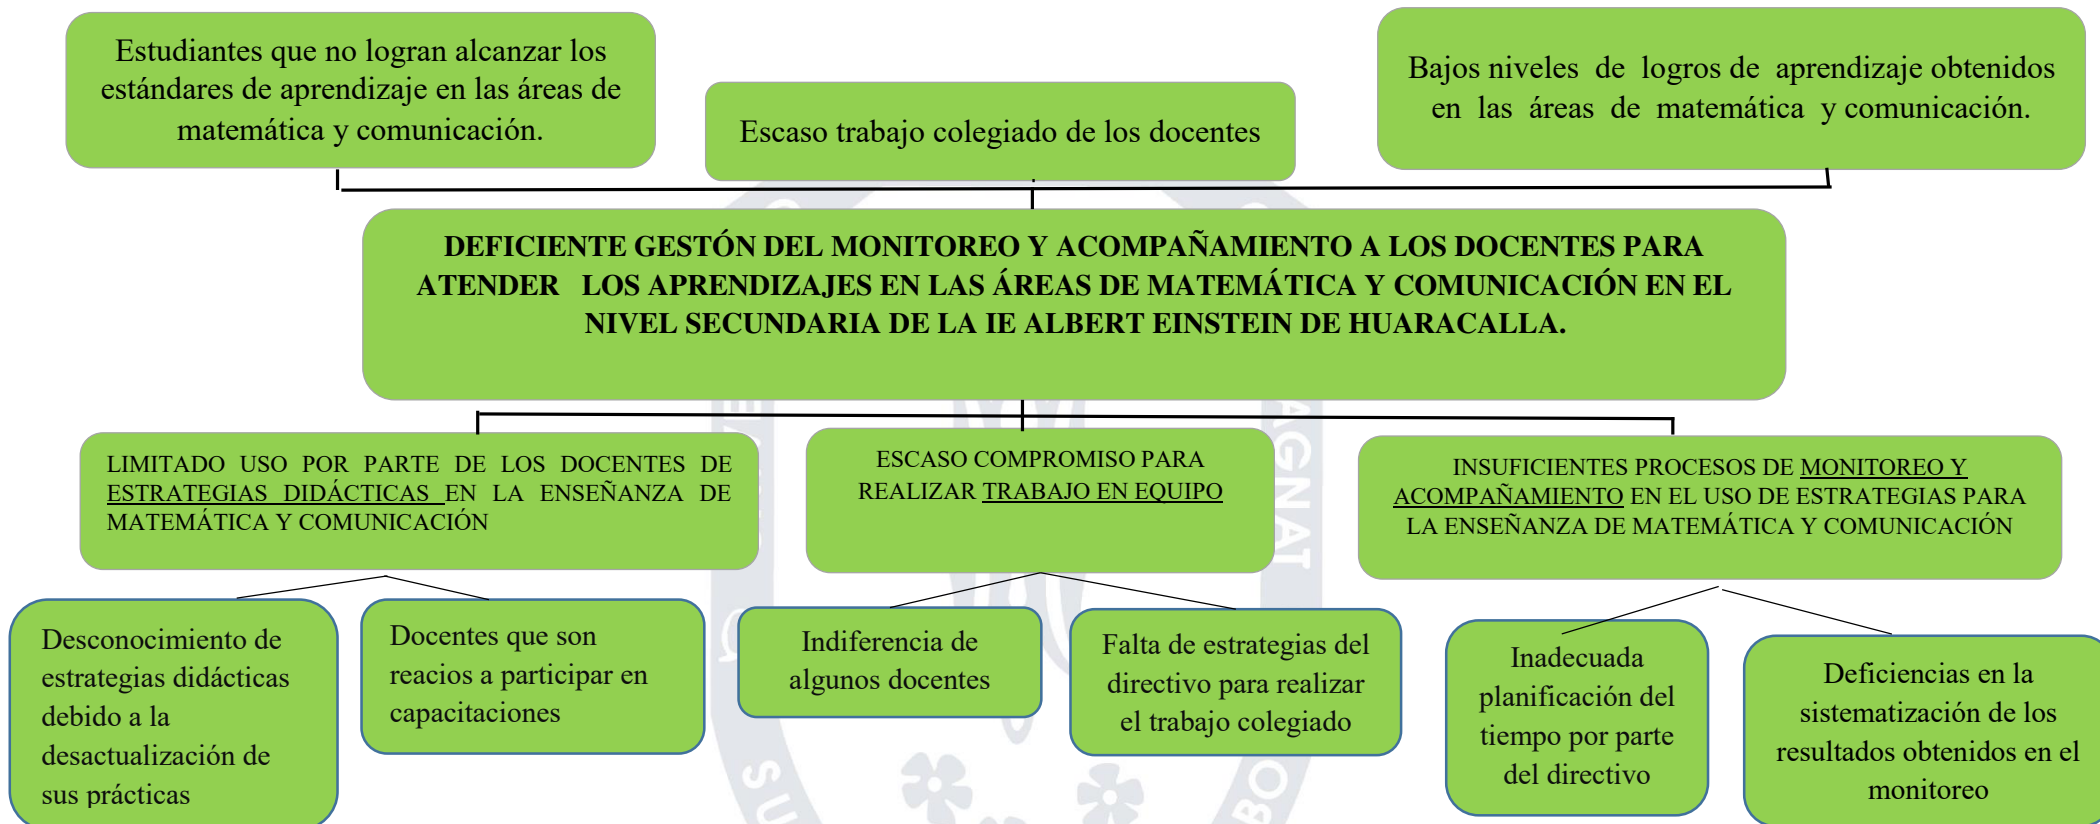 Estudiantes que no logran alcanzar los
estándares de aprendizaje en las áreas de
matemática y comunicación.
Escaso trabajo colegiado de los docentes
Bajos niveles de logros de aprendizaje obtenidos
en las áreas de matemática y comunicación.
DEFICIENTE GESTÓN DEL MONITOREO Y ACOMPAÑAMIENTO A LOS DOCENTES PARA
ATENDER LOS APRENDIZAJES EN LAS ÁREAS DE MATEMÁTICA Y COMUNICACIÓN EN EL
NIVEL SECUNDARIA DE LA IE ALBERT EINSTEIN DE HUARACALLA.
LIMITADO USO POR PARTE DE LOS DOCENTES DE
ESTRATEGIAS DIDÁCTICAS EN LA ENSEÑANZA DE
MATEMÁTICA Y COMUNICACIÓN
ESCASO COMPROMISO PARA
REALIZAR TRABAJO EN EQUIPO
INSUFICIENTES PROCESOS DE MONITOREO Y
ACOMPAÑAMIENTO EN EL USO DE ESTRATEGIAS PARA
LA ENSEÑANZA DE MATEMÁTICA Y COMUNICACIÓN
Desconocimiento de
estrategias didácticas
debido a la
desactualización de
sus prácticas
Docentes que son
reacios a participar en
capacitaciones
Indiferencia de
algunos docentes
Falta de estrategias del
directivo para realizar
el trabajo colegiado
Inadecuada
planificación del
tiempo por parte
del directivo
Deficiencias en la
sistematización de los
resultados obtenidos en el
monitoreo